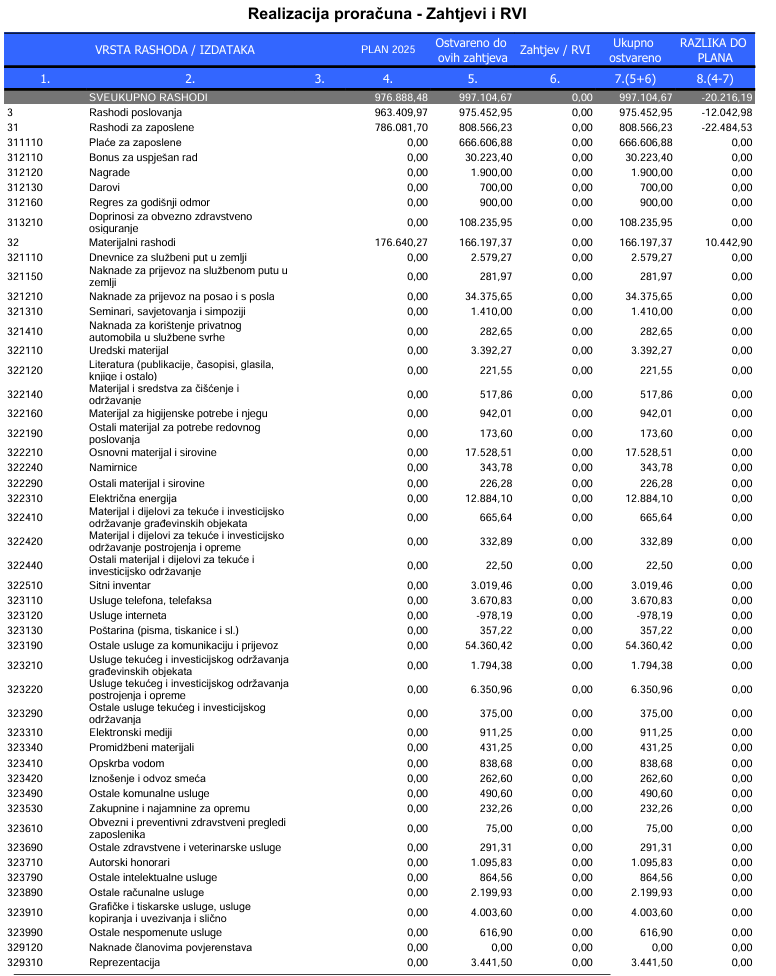 Realizacija proračuna - Zahtjevi i RVI
VRSTA RASHODA / IZDATAKA PLAN 2025 Ostvareno do ovih zahtjeva Zahtjev / RVI Ukupno ostvareno RAZLIKA DO PLANA
1. 2. 3. 4. 5. 6. 7.(5+6) 8.(4-7)
SVEUKUPNO RASHODI 976.888,48 997.104,67 0,00 997.104,67 -20.216,19
3 Rashodi poslovanja 963.409,97 975.452,95 0,00 975.452,95 -12.042,98
31 Rashodi za zaposlene 786.081,70 808.566,23 0,00 808.566,23 -22.484,53
311110 Plaće za zaposlene 0,00 666.606,88 0,00 666.606,88 0,00
312110 Bonus za uspješan rad 0,00 30.223,40 0,00 30.223,40 0,00
312120 Nagrade 0,00 1.900,00 0,00 1.900,00 0,00
312130 Darovi 0,00 700,00 0,00 700,00 0,00
312160 Regres za godišnji odmor 0,00 900,00 0,00 900,00 0,00
313210 Doprinosi za obvezno zdravstveno osiguranje 0,00 108.235,95 0,00 108.235,95 0,00
32 Materijalni rashodi 176.640,27 166.197,37 0,00 166.197,37 10.442,90
321110 Dnevnice za službeni put u zemlji 0,00 2.579,27 0,00 2.579,27 0,00
321150 Naknade za prijevoz na službenom putu u zemlji 0,00 281,97 0,00 281,97 0,00
321210 Naknade za prijevoz na posao i s posla 0,00 34.375,65 0,00 34.375,65 0,00
321310 Seminari, savjetovanja i simpoziji 0,00 1.410,00 0,00 1.410,00 0,00
321410 Naknada za korištenje privatnog automobila u službene svrhe 0,00 282,65 0,00 282,65 0,00
322110 Uredski materijal 0,00 3.392,27 0,00 3.392,27 0,00
322120 Literatura (publikacije, časopisi, glasila, knjige i ostalo) 0,00 221,55 0,00 221,55 0,00
322140 Materijal i sredstva za čišćenje i održavanje 0,00 517,86 0,00 517,86 0,00
322160 Materijal za higijenske potrebe i njegu 0,00 942,01 0,00 942,01 0,00
322190 Ostali materijal za potrebe redovnog poslovanja 0,00 173,60 0,00 173,60 0,00
322210 Osnovni materijal i sirovine 0,00 17.528,51 0,00 17.528,51 0,00
322240 Namirnice 0,00 343,78 0,00 343,78 0,00
322290 Ostali materijal i sirovine 0,00 226,28 0,00 226,28 0,00
322310 Električna energija 0,00 12.884,10 0,00 12.884,10 0,00
322410 Materijal i dijelovi za tekuće i investicijsko održavanje građevinskih objekata 0,00 665,64 0,00 665,64 0,00
322420 Materijal i dijelovi za tekuće i investicijsko održavanje postrojenja i opreme 0,00 332,89 0,00 332,89 0,00
322440 Ostali materijal i dijelovi za tekuće i investicijsko održavanje 0,00 22,50 0,00 22,50 0,00
322510 Sitni inventar 0,00 3.019,46 0,00 3.019,46 0,00
323110 Usluge telefona, telefaksa 0,00 3.670,83 0,00 3.670,83 0,00
323120 Usluge interneta 0,00 -978,19 0,00 -978,19 0,00
323130 Poštarina (pisma, tiskanice i sl.) 0,00 357,22 0,00 357,22 0,00
323190 Ostale usluge za komunikaciju i prijevoz 0,00 54.360,42 0,00 54.360,42 0,00
323210 Usluge tekućeg i investicijskog održavanja građevinskih objekata 0,00 1.794,38 0,00 1.794,38 0,00
323220 Usluge tekućeg i investicijskog održavanja postrojenja i opreme 0,00 6.350,96 0,00 6.350,96 0,00
323290 Ostale usluge tekućeg i investicijskog održavanja 0,00 375,00 0,00 375,00 0,00
323310 Elektronski mediji 0,00 911,25 0,00 911,25 0,00
323340 Promidžbeni materijali 0,00 431,25 0,00 431,25 0,00
323410 Opskrba vodom 0,00 838,68 0,00 838,68 0,00
323420 Iznošenje i odvoz smeća 0,00 262,60 0,00 262,60 0,00
323490 Ostale komunalne usluge 0,00 490,60 0,00 490,60 0,00
323530 Zakupnine i najamnine za opremu 0,00 232,26 0,00 232,26 0,00
323610 Obvezni i preventivni zdravstveni pregledi zaposlenika 0,00 75,00 0,00 75,00 0,00
323690 Ostale zdravstvene i veterinarske usluge 0,00 291,31 0,00 291,31 0,00
323710 Autorski honorari 0,00 1.095,83 0,00 1.095,83 0,00
323790 Ostale intelektualne usluge 0,00 864,56 0,00 864,56 0,00
323890 Ostale računalne usluge 0,00 2.199,93 0,00 2.199,93 0,00
323910 Grafičke i tiskarske usluge, usluge kopiranja i uvezivanja i slično 0,00 4.003,60 0,00 4.003,60 0,00
323990 Ostale nespomenute usluge 0,00 616,90 0,00 616,90 0,00
329120 Naknade članovima povjerenstava 0,00 0,00 0,00 0,00 0,00
329310 Reprezentacija 0,00 3.441,50 0,00 3.441,50 0,00